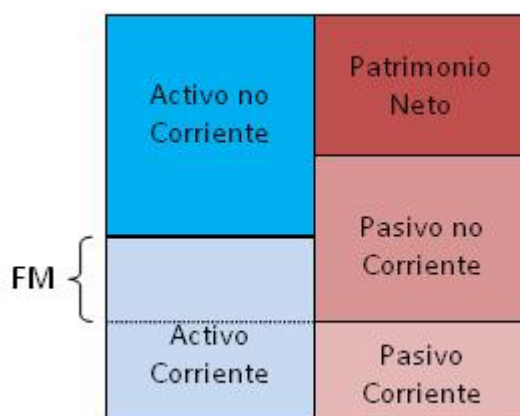 Activo no
Corriente
Patrimonio
Neto
Pasivo no
Corriente
FM
Activo
Corriente
Pasivo
Corriente